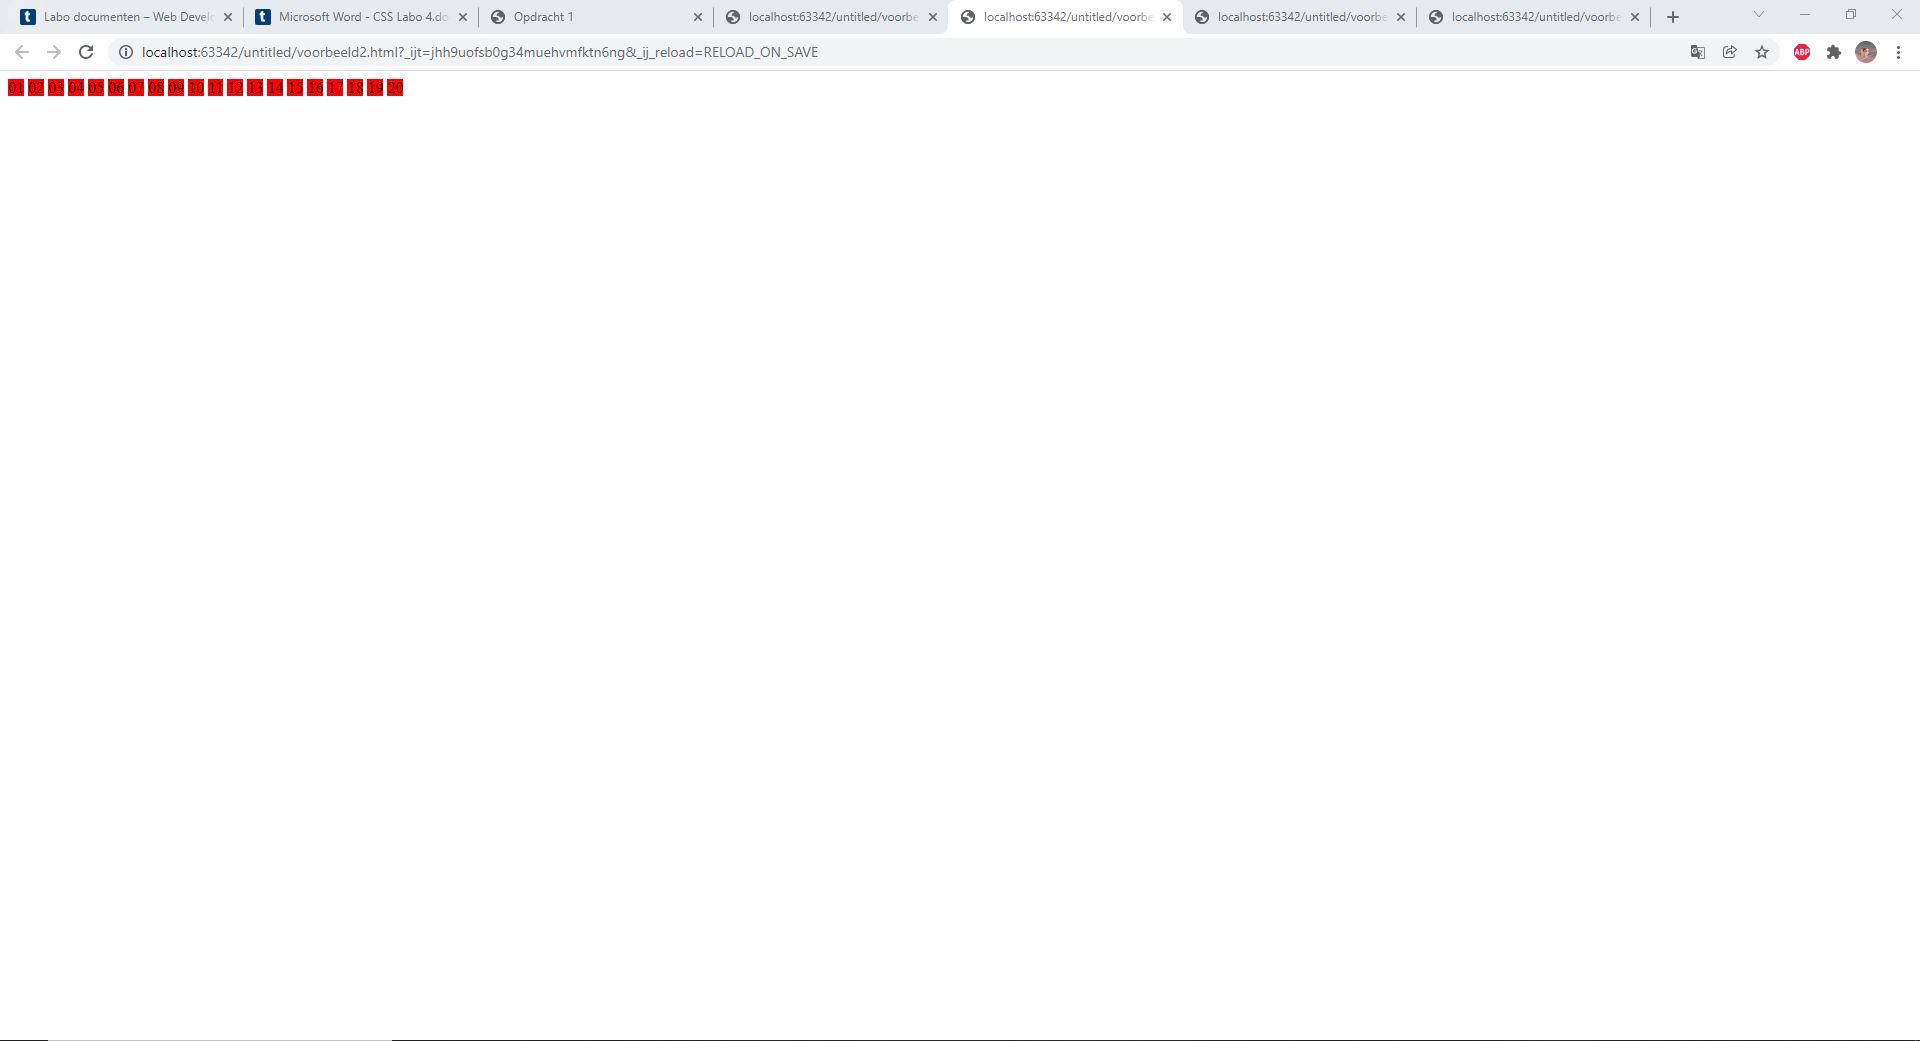 Labo documenten – Web Develo
Microsoft Word - CSS Labo 4.do
Opdracht 1
localhost:63342/untitled/voorbe
localhost:63342/untitled/voorbe
localhost:63342/untitled/voorbe
localhost:63342/untitled/voorbe
localhost:63342/untitled/voorbeeld2.html?_ijt=jhh9uofsb0g34muehvmfktn6ng&_ij_reload=RELOAD_ON_SAVE
ABP
01 02 03 04 05 06 07 08 09 10 11 12 13 14 15 16 17 18 19 20